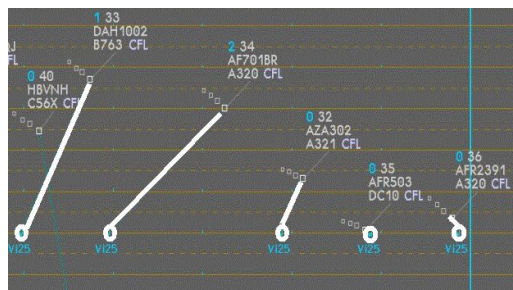 1 33
DAH1002
B763 CFL
2 34
AF701BR
A320 CFL
J
FL
0 40
HBVNH
C56X CFL
0 32
AZA302
A321 CFL
0 35
AFR503
DC10 CFL
0 36
AFR2391
A320 CFL
Vi25
Vi25
Vi25
Vi25
Vi25